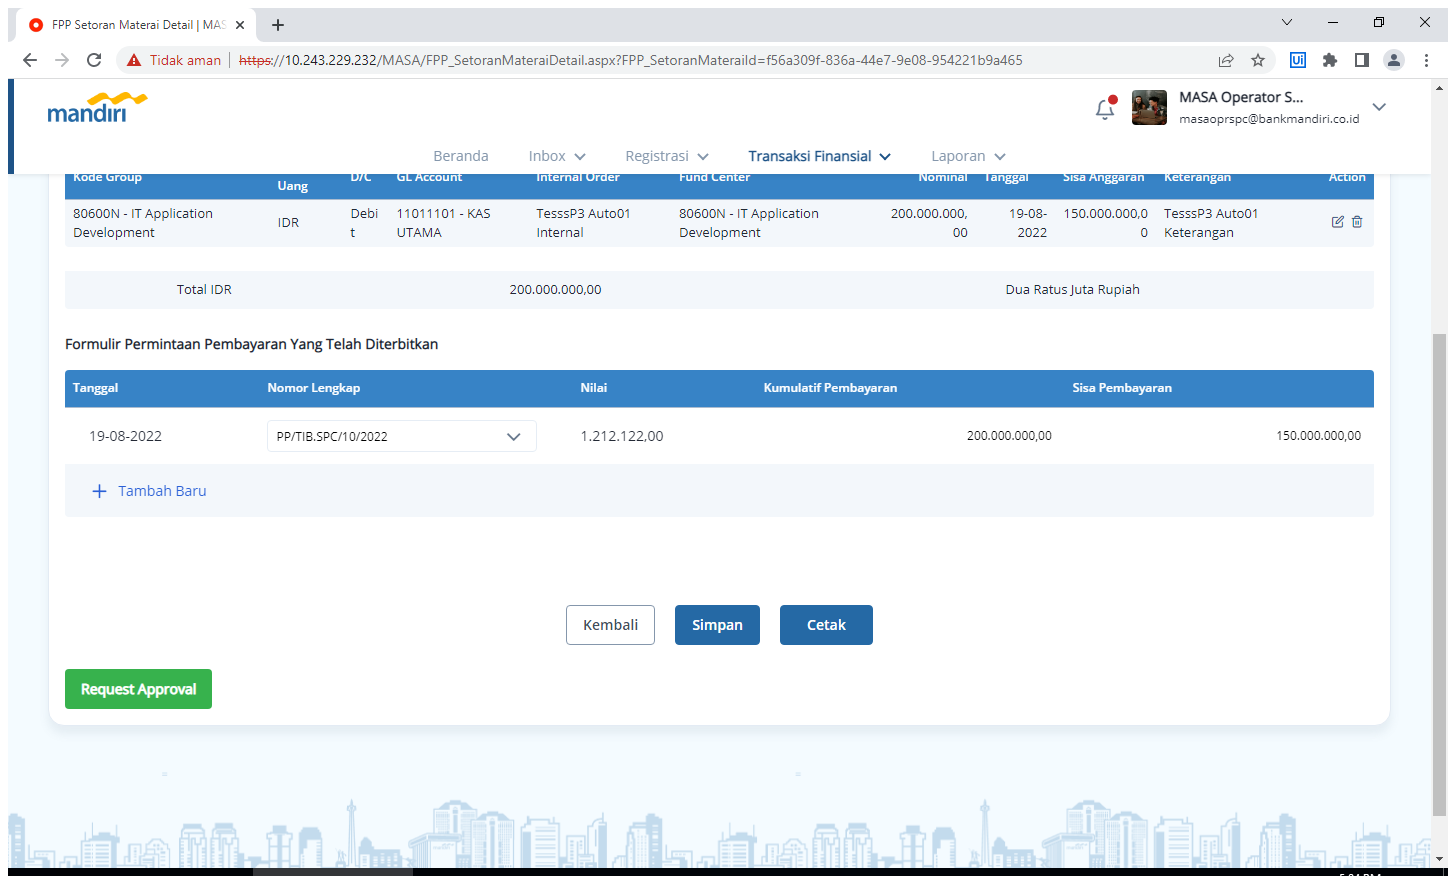 FPP Setoran Materai Detail | MAS
Tidak aman
https://10.243.229.232/MASA/FPP_SetoranMateraiDetail.aspx?FPP_SetoranMateraiId=f56a309f-836a-44e7-9e08-954221b9a465
Ui
mandırı
MASA Operator S...
masaoprspc@bankmandiri.co.id
Beranda Inbox Registrasi Transaksi Finansial Laporan
Kode Group Uang D/C GL Account Internal Order Fund Center Nominal Tanggal Sisa Anggaran Keterangan Action
80600N - IT Application IDR Debi 11011101 - KAS TesssP3 Auto01 80600N - IT Application 200.000.000, 19-08- 150.000.000,0 TesssP3 Auto01
Development t UTAMA Internal Development 00 2022 0 Keterangan
Total IDR 200.000.000,00 Dua Ratus Juta Rupiah
Formulir Permintaan Pembayaran Yang Telah Diterbitkan
Tanggal Nomor Lengkap Nilai Kumulatif Pembayaran Sisa Pembayaran
19-08-2022 PP/TIB.SPC/10/2022 1.212.122,00 200.000.000,00 150.000.000,00
+ Tambah Baru
Kembali Simpan Cetak
Request Approval